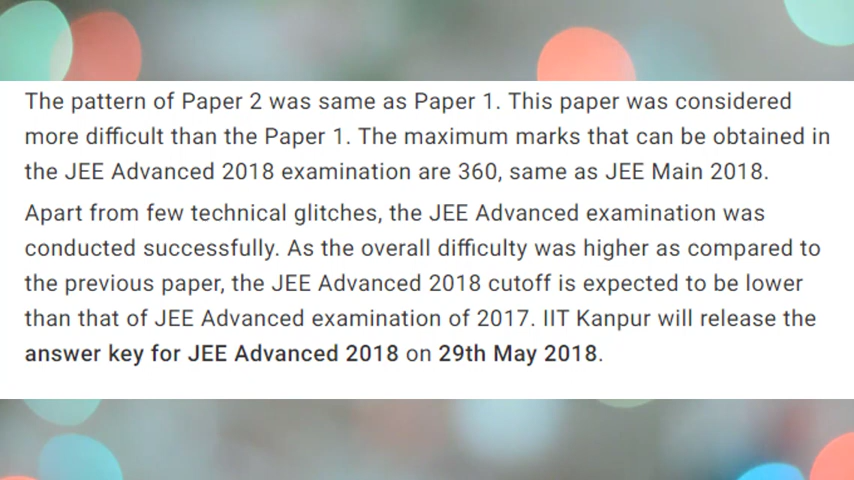 The pattern of Paper 2 was same as Paper 1. This paper was considered
more difficult than the Paper 1. The maximum marks that can be obtained in
the JEE Advanced 2018 examination are 360, same as JEE Main 2018.
Apart from few technical glitches, the JEE Advanced examination was
conducted successfully. As the overall difficulty was higher as compared to
the previous paper, the JEE Advanced 2018 cutoff is expected to be lower
than that of JEE Advanced examination of 2017. IIT Kanpur will release the
answer key for JEE Advanced 2018 on 29th May 2018.